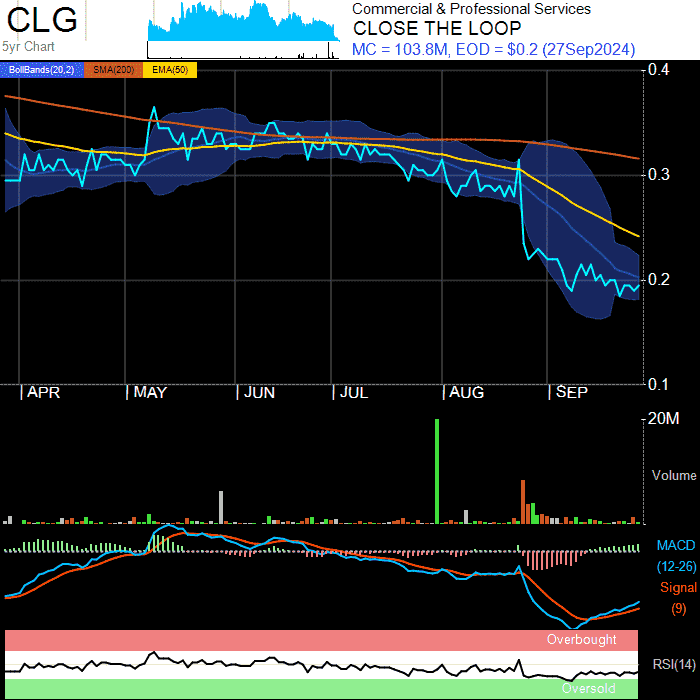 CLG
5yr Chart
Commercial & Professional Services
CLOSE THE LOOP
MC = 103.8M, EOD = $0.2 (27Sep2024)
BollBands(20,2) SMA(200) EMA(50)
0.4
0.3
0.2
0.1
APR MAY JUN JUL AUG SEP
20M
Volume
MACD
(12-26)
Signal
(9)
Overbought
RSI(14)
Oversold